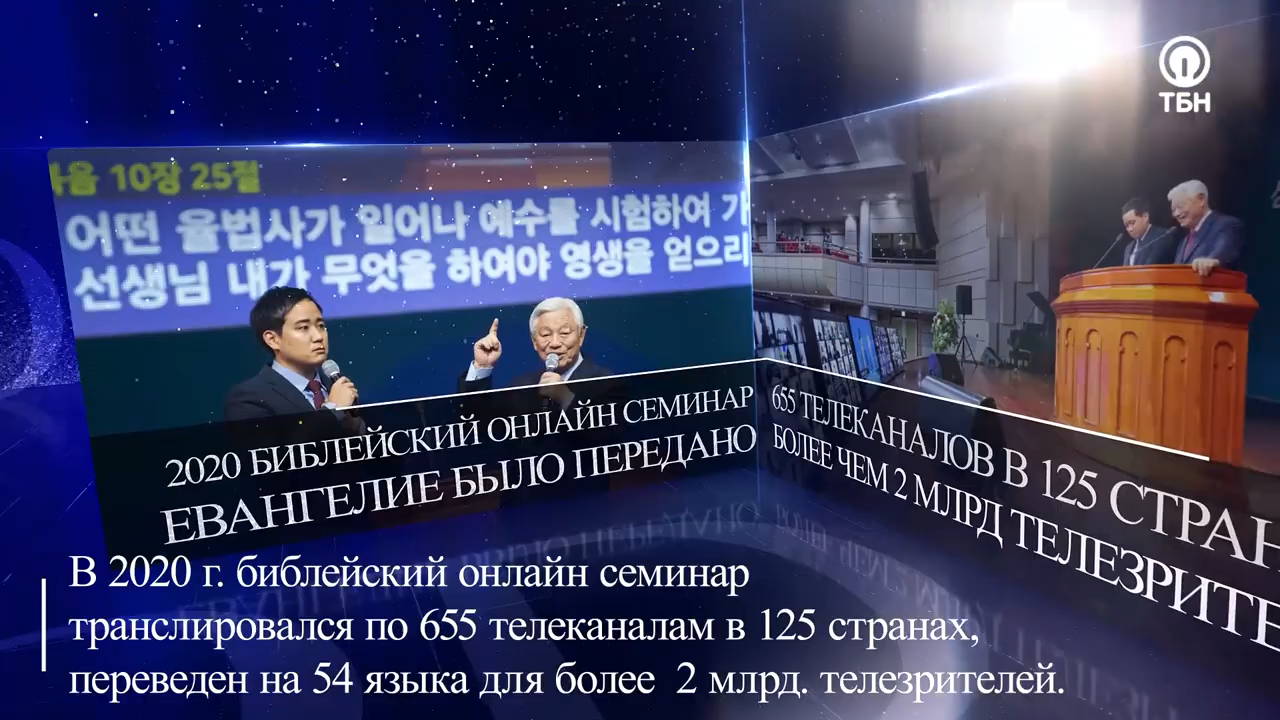 ТБН
10장 25절
어떤 율법사가 일어나 예수를 시험하여
선생님 내가 무엇을 하여야 영생을 얻으리
2020 БИБЛЕЙСКИЙ ОНЛАЙН СЕМИНАР
ЕВАНГЕЛИЕ БЫЛО ПЕРЕДАНО
655 ТЕЛЕКАНАЛОВ В 125 СТРАН
БОЛЕЕ ЧЕМ 2 МЛРД ТЕЛЕЗРИТЕ
В 2020 г. библейский онлайн семинар
транслировался по 655 телеканалам в 125 странах,
переведен на 54 языка для более 2 млрд. телезрителей.